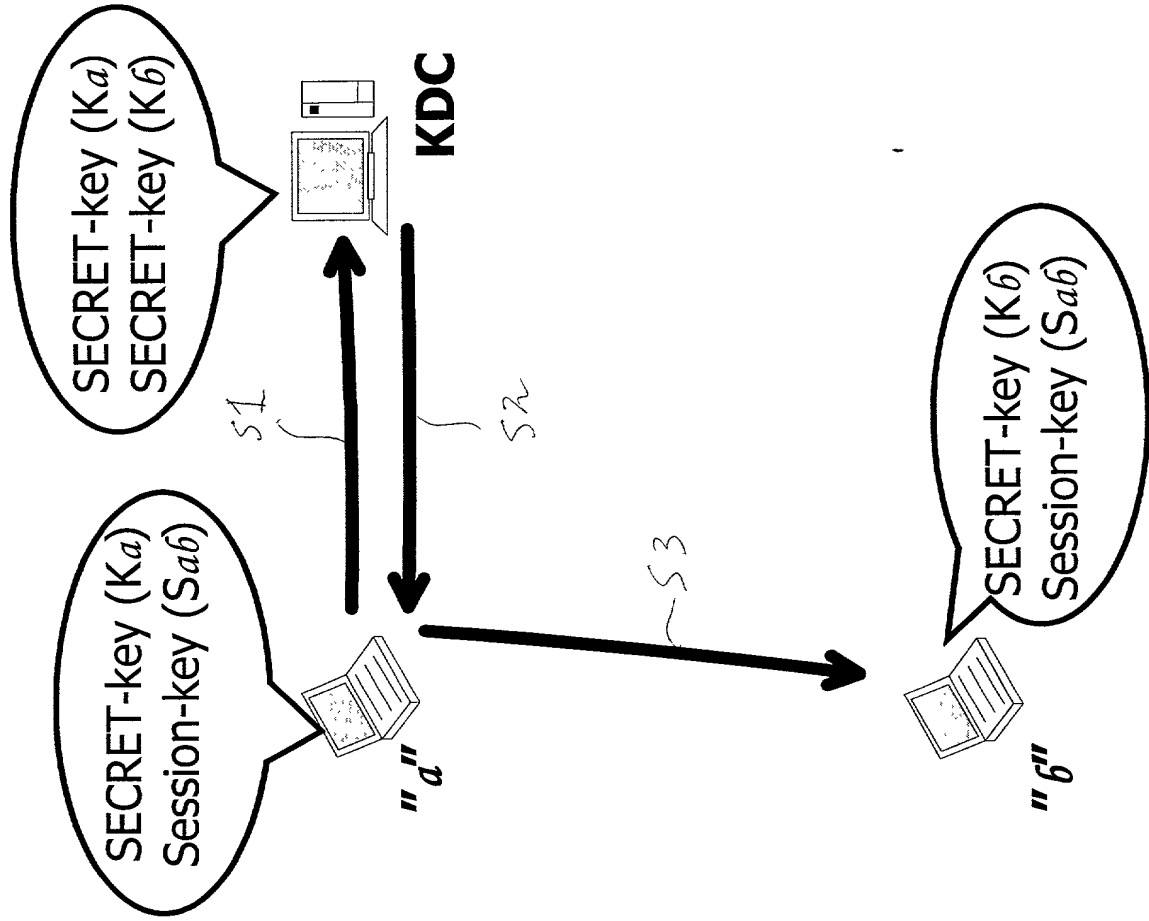 SECRET-key (Ka)
SECRET-key (Kb)
KDC
S1
S2
SECRET-key (Ka)
Session-key (Sab)
"a"
S3
SECRET-key (Kb)
Session-key (Sab)
"b"